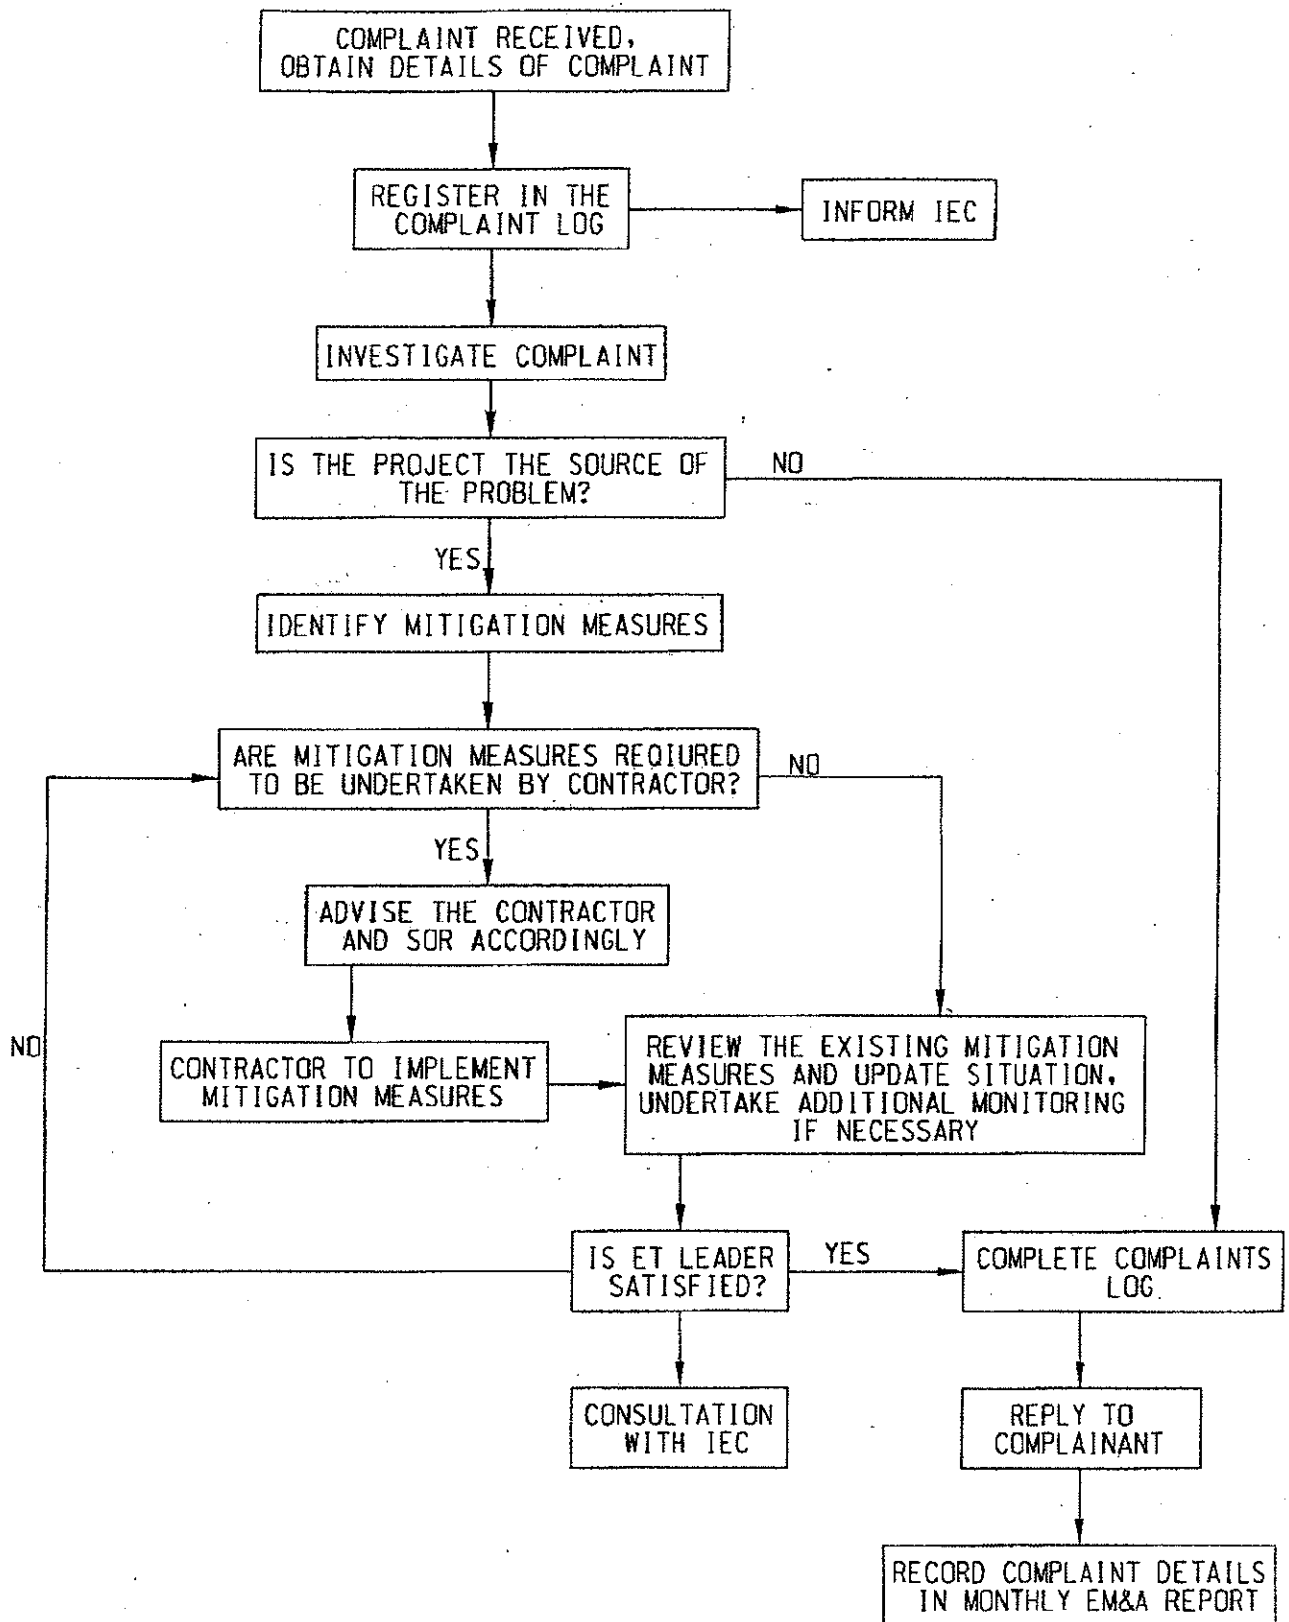 COMPLAINT RECEIVED,
OBTAIN DETAILS OF COMPLAINT
REGISTER IN THE
COMPLAINT LOG
INFORM IEC
INVESTIGATE COMPLAINT
IS THE PROJECT THE SOURCE OF
THE PROBLEM?
NO
YES
IDENTIFY MITIGATION MEASURES
ARE MITIGATION MEASURES REQIURED
TO BE UNDERTAKEN BY CONTRACTOR?
NO
YES
ADVISE THE CONTRACTOR
AND SOR ACCORDINGLY
NO
CONTRACTOR TO IMPLEMENT
MITIGATION MEASURES
REVIEW THE EXISTING MITIGATION
MEASURES AND UPDATE SITUATION,
UNDERTAKE ADDITIONAL MONITORING
IF NECESSARY
IS ET LEADER
SATISFIED?
YES
COMPLETE COMPLAINTS
LOG
CONSULTATION
WITH IEC
REPLY TO
COMPLAINANT
RECORD COMPLAINT DETAILS
IN MONTHLY EM&A REPORT